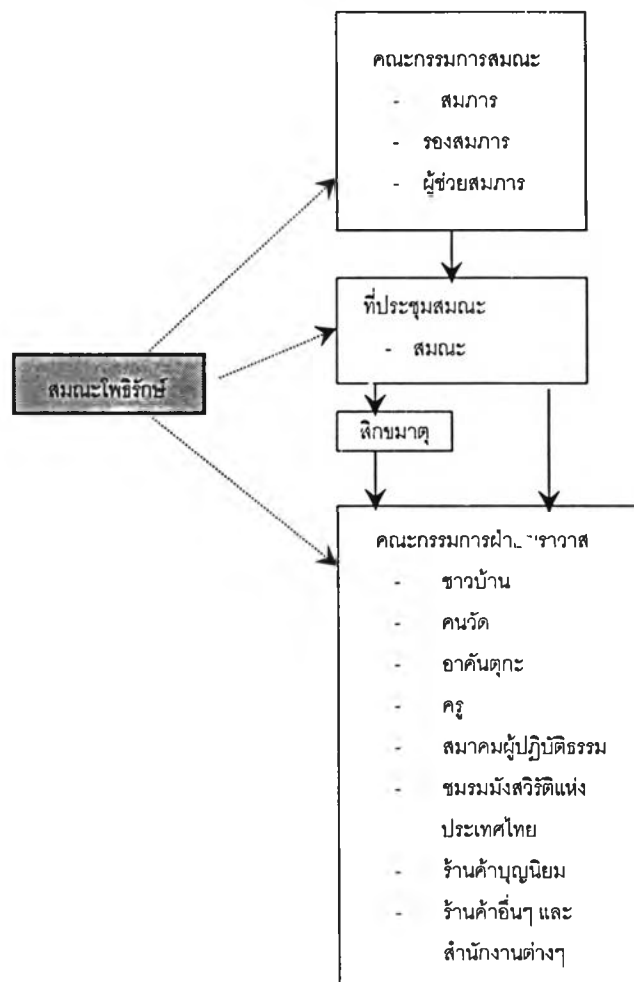 คณะกรรมการสมณะ
- สมภาร
- รองสมภาร
- ผู้ช่วยสมภาร
ที่ประชุมสมณะ
- สมณะ
สมณะโพธิรักษ์
สิกขมาตุ
คณะกรรมการ
- ชาวบ้าน
- คนวัด
- อาคันตุกะ
- ครู
- สมาคมผู้ปฏิบัติธรรม
- ชมรมมังสวิรัติแห่ง
ประเทศไทย
- ร้านค้าบุญนิยม
- ร้านค้าอื่นๆ และ
สำนักงานต่างๆ